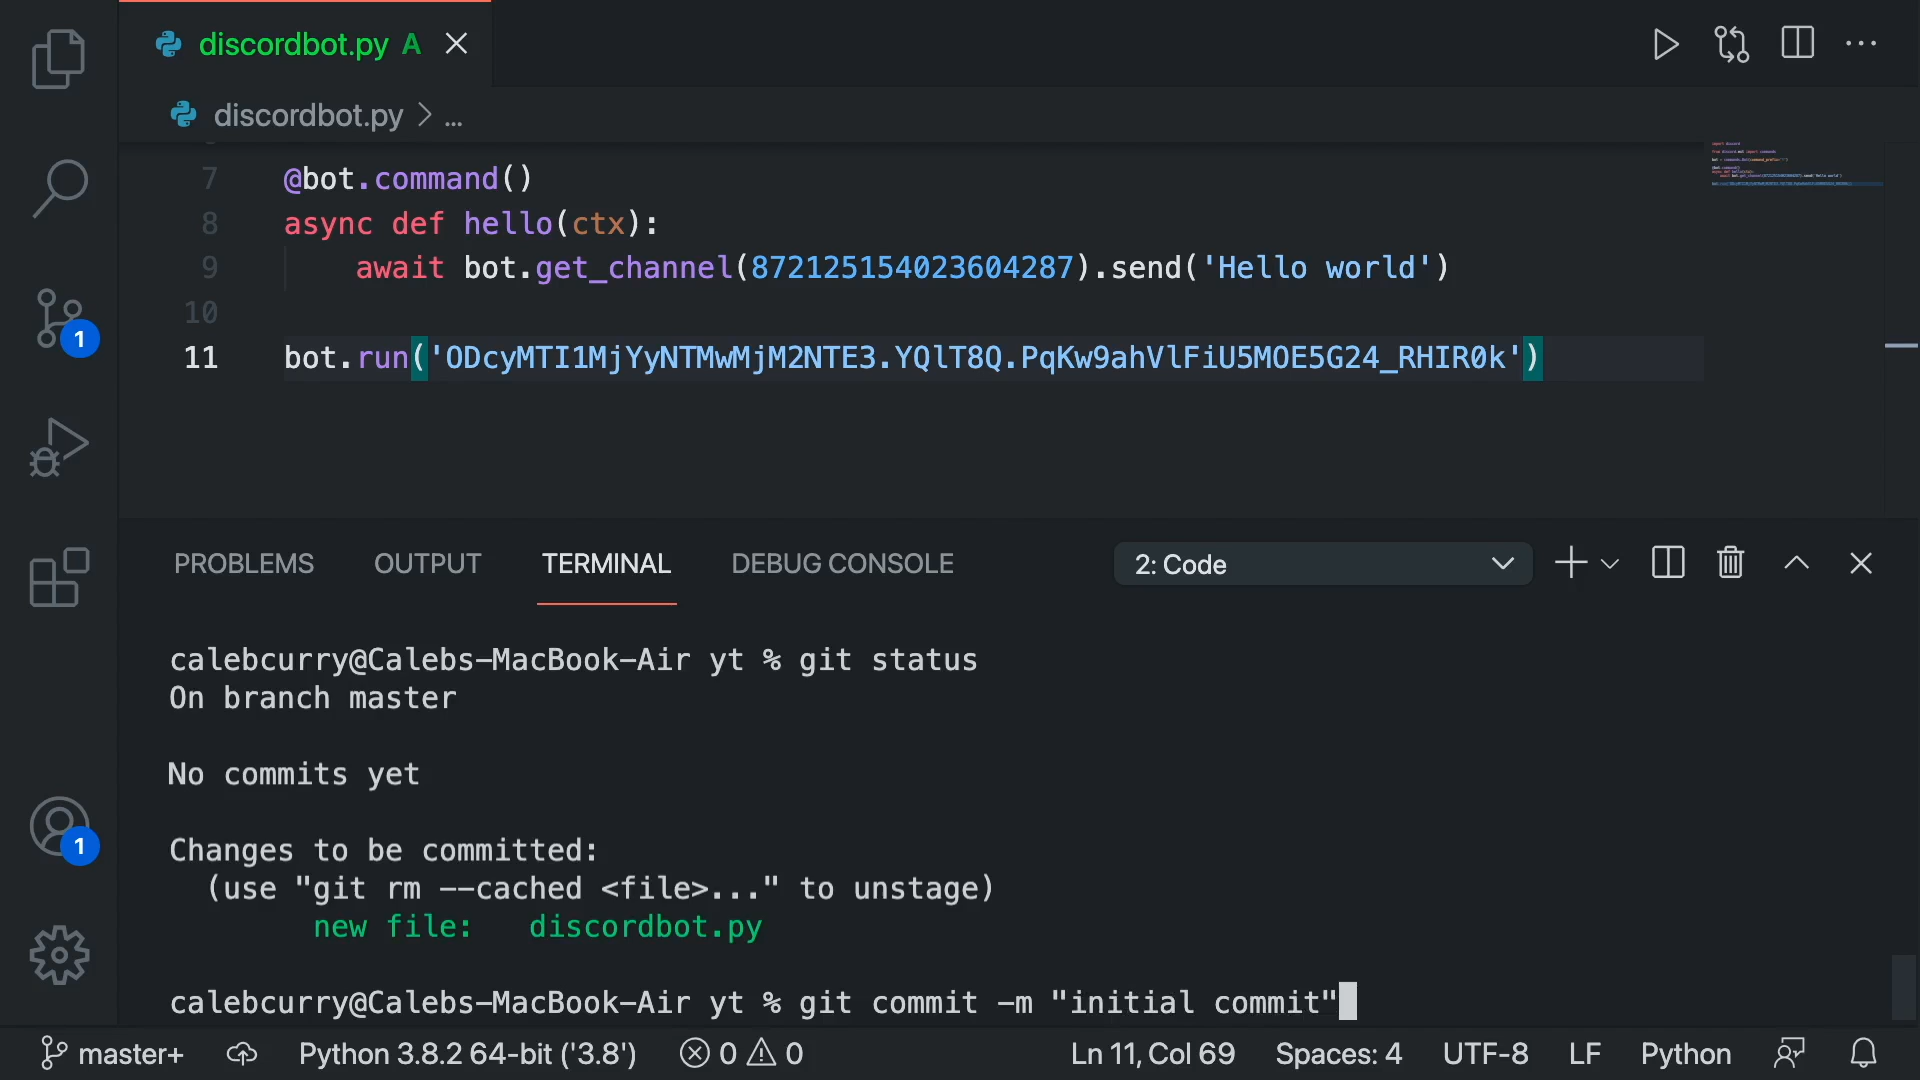 discordbot.py A
discordbot.py > ...
7 @bot.command()
8 async def hello(ctx):
9 await bot.get_channel(872125154023604287).send('Hello world')
10
11 bot.run('ODcyMTI1MjYyNTMwMjM2NTE3.YQlT8Q.PqKw9ahVlFiU5MOE5G24_RHIR0k')
1
1
PROBLEMS OUTPUT TERMINAL DEBUG CONSOLE 2: Code
calebcurry@Calebs-MacBook-Air yt % git status
On branch master
No commits yet
Changes to be committed:
(use "git rm --cached <file>..." to unstage)
new file: discordbot.py
calebcurry@Calebs-MacBook-Air yt % git commit -m "initial commit"
master+ Python 3.8.2 64-bit ('3.8') 0 0 Ln 11, Col 69 Spaces: 4 UTF-8 LF Python